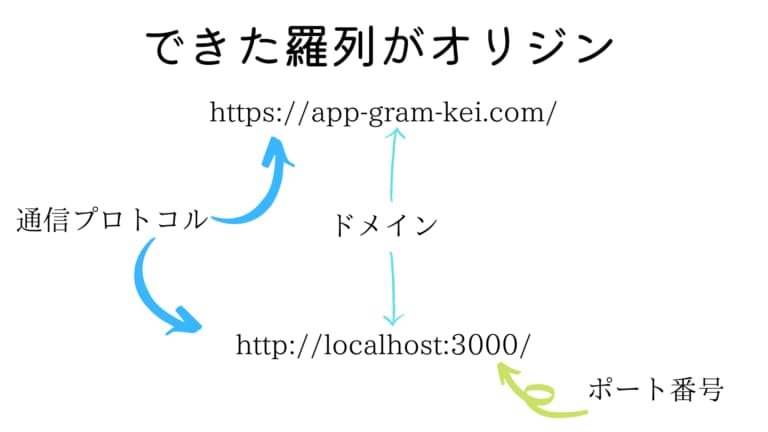 できた羅列がオリジン
https://app-gram-kei.com/
通信プロトコル
ドメイン
http://localhost:3000/
ポート番号